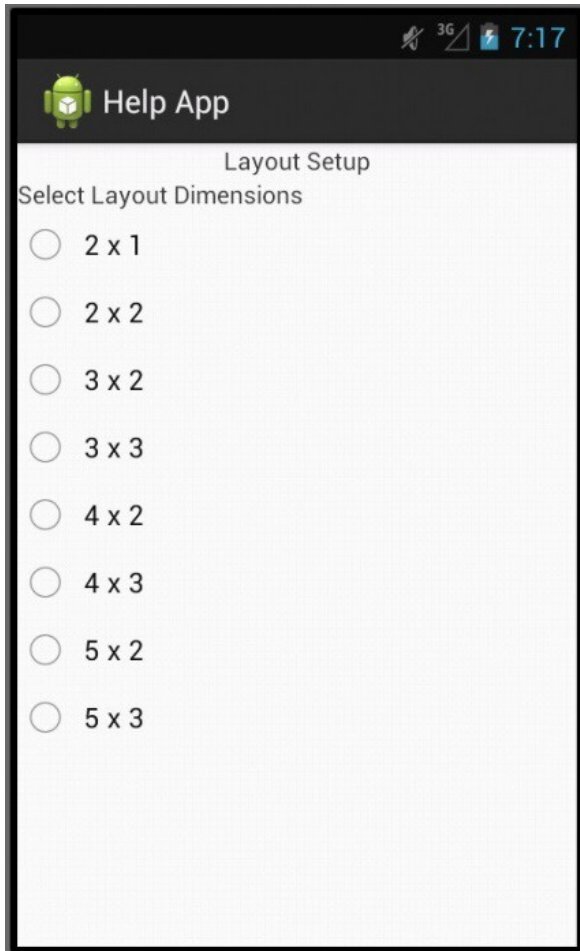 3G 7:17
Help App
Layout Setup
Select Layout Dimensions
2 x 1
2 x 2
3 x 2
3 x 3
4 x 2
4 x 3
5 x 2
5 x 3